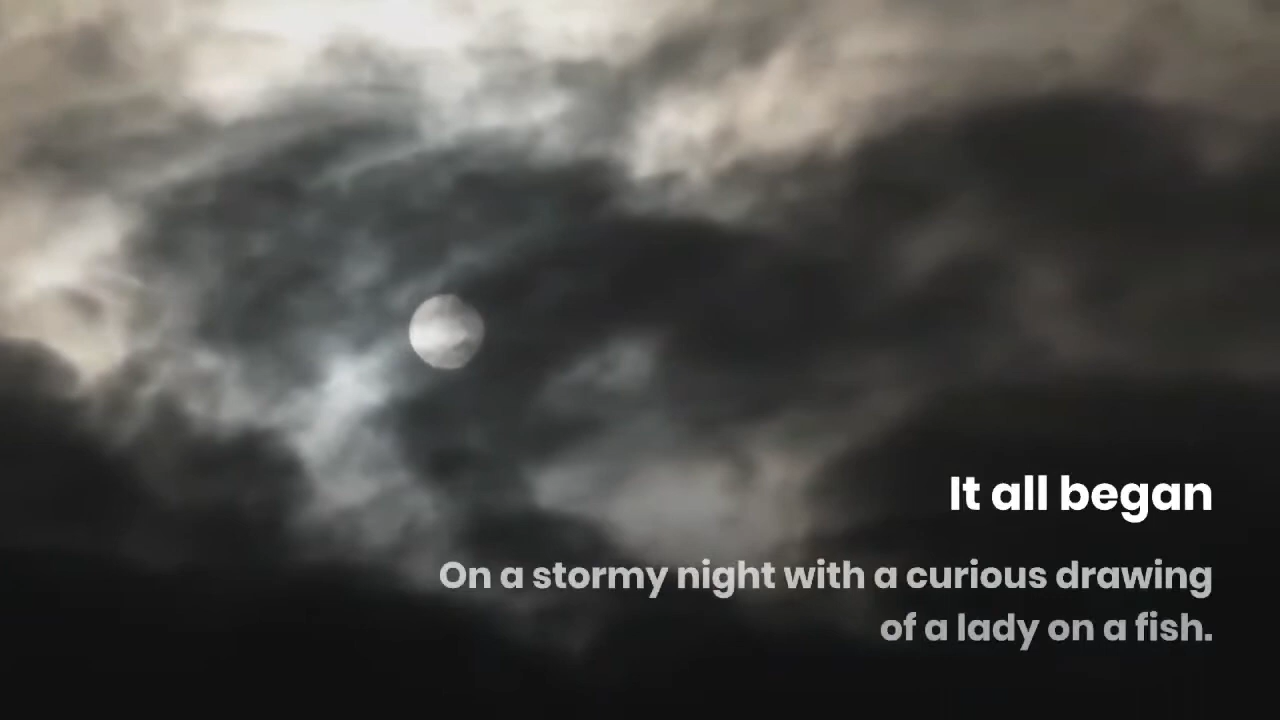 It all began
On a stormy night with a curious drawing
of a lady on a fish.